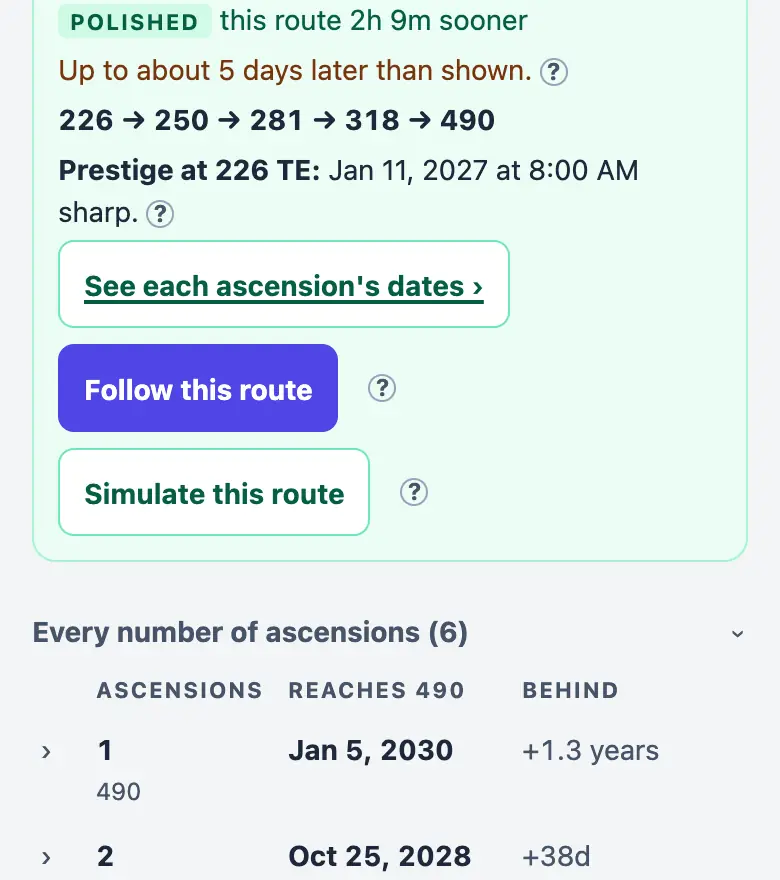 POLISHED this route 2h 9m sooner
Up to about 5 days later than shown. ?
226 → 250 → 281 → 318 → 490
Prestige at 226 TE: Jan 11, 2027 at 8:00 AM
sharp. ?
See each ascension's dates ›
Follow this route ?
Simulate this route ?
Every number of ascensions (6)
ASCENSIONS REACHES 490 BEHIND
› 1 Jan 5, 2030 +1.3 years
490
› 2 Oct 25, 2028 +38d